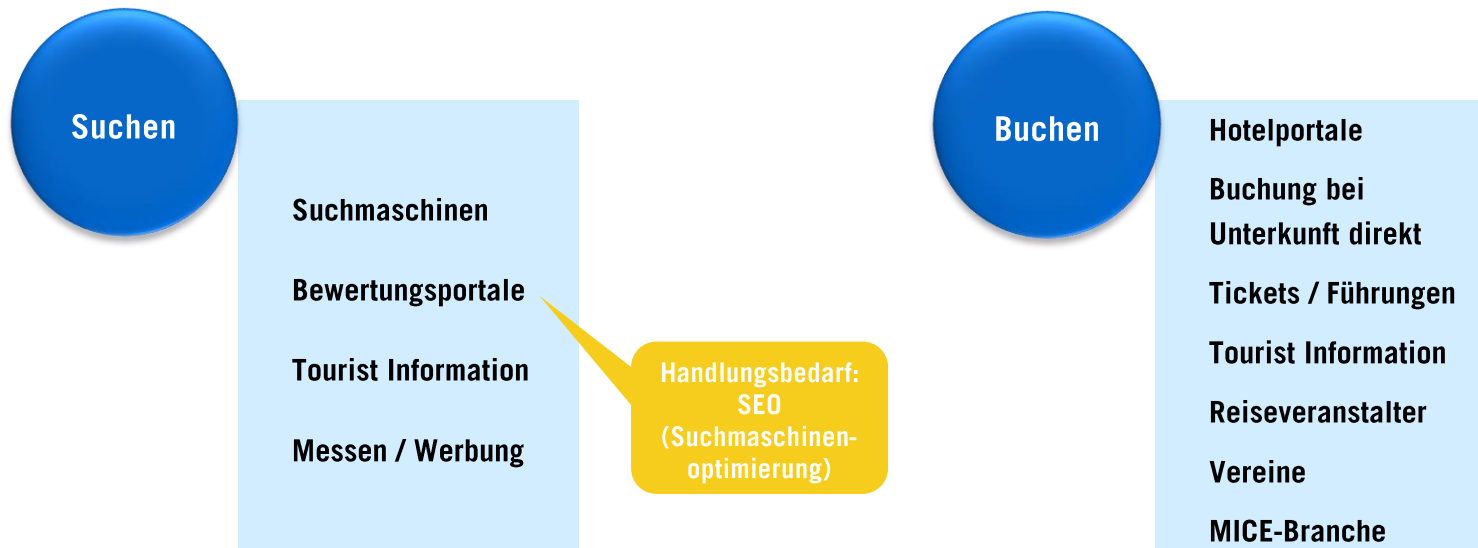 Suchen
Suchmaschinen
Bewertungsportale
Tourist Information
Messen / Werbung
Handlungsbedarf:
SEO
(Suchmaschinen-
optimierung)
Buchen
Hotelportale
Buchung bei
Unterkunft direkt
Tickets / Führungen
Tourist Information
Reiseveranstalter
Vereine
MICE-Branche